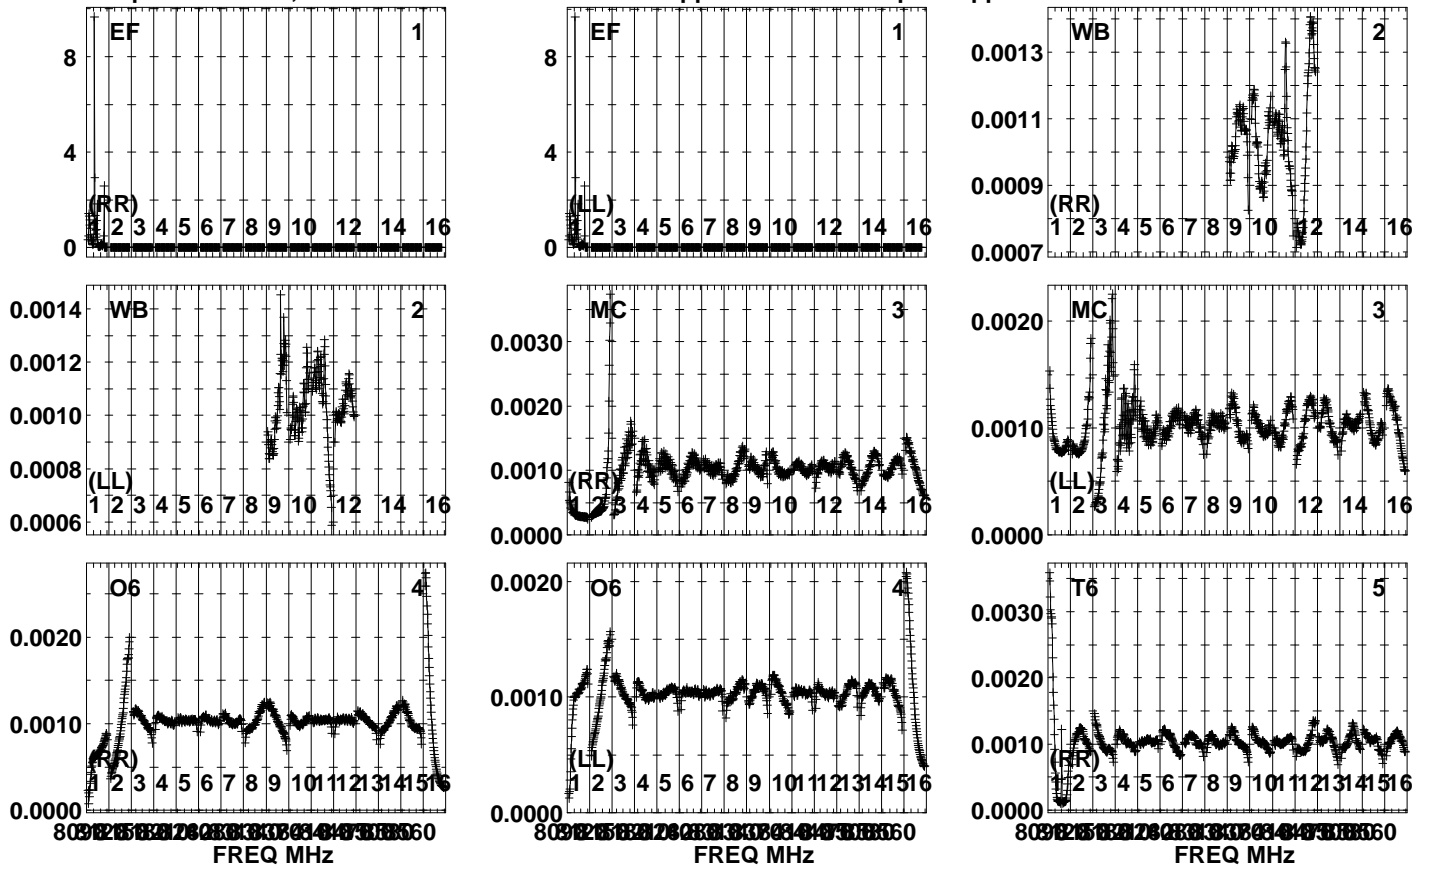 EF 1
8
4
0
(RR)
1 2 3 4 5 6 7 8 9 10 12 14 16
EF 1
8
4
0
(LL)
2 3 4 5 6 7 8 9 10 12 14 16
WB 2
0.0013
0.0011
0.0009
0.0007
(RR)
1 2 3 4 5 6 7 8 9 10 12 14 16
WB 2
0.0014
0.0012
0.0010
0.0008
0.0006
(LL)
1 2 3 4 5 6 7 8 9 10 12 14 16
MC 3
0.0030
0.0020
0.0010
0.0000
(RR)
1 2 3 4 5 6 7 8 9 10 12 14 16
MC 3
0.0020
0.0010
0.0000
(LL)
1 2 3 4 5 6 7 8 9 10 12 14 16
O6 4
0.0020
0.0010
0.0000
(RR)
1 2 3 4 5 6 7 8 9 10 11 12 13 14 15 16
FREQ MHz
O6 4
0.0020
0.0010
0.0000
(LL)
1 2 3 4 5 6 7 8 9 10 11 12 13 14 15 16
FREQ MHz
T6 5
0.0030
0.0020
0.0010
0.0000
(RR)
1 2 3 4 5 6 7 8 9 10 11 12 13 14 15 16
FREQ MHz